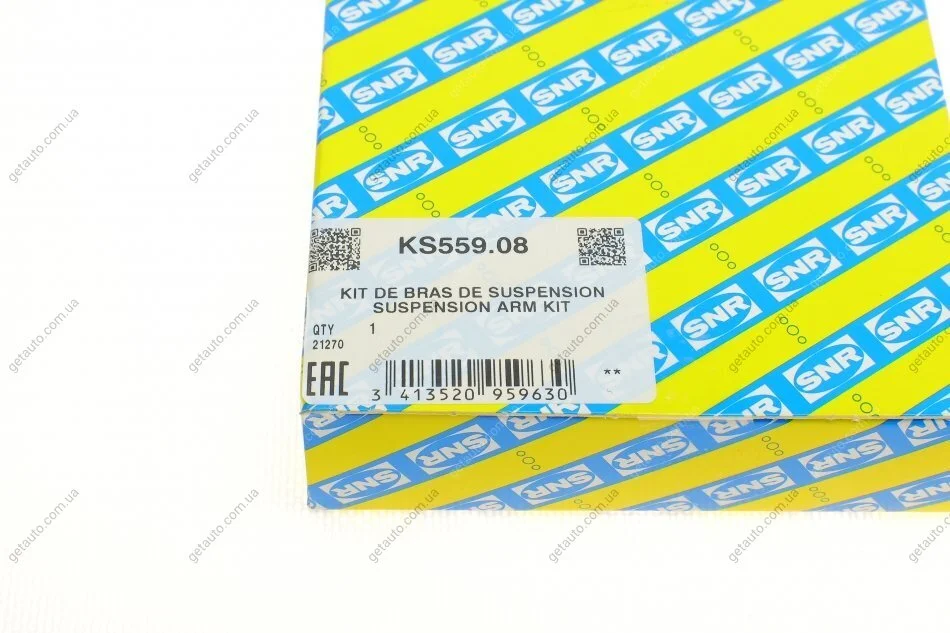 KS559.08
KIT DE BRAS DE SUSPENSION
SUSPENSION ARM KIT
QTY 1
21270
EAC
3 413520 959630
**
SNR
getauto.com.ua